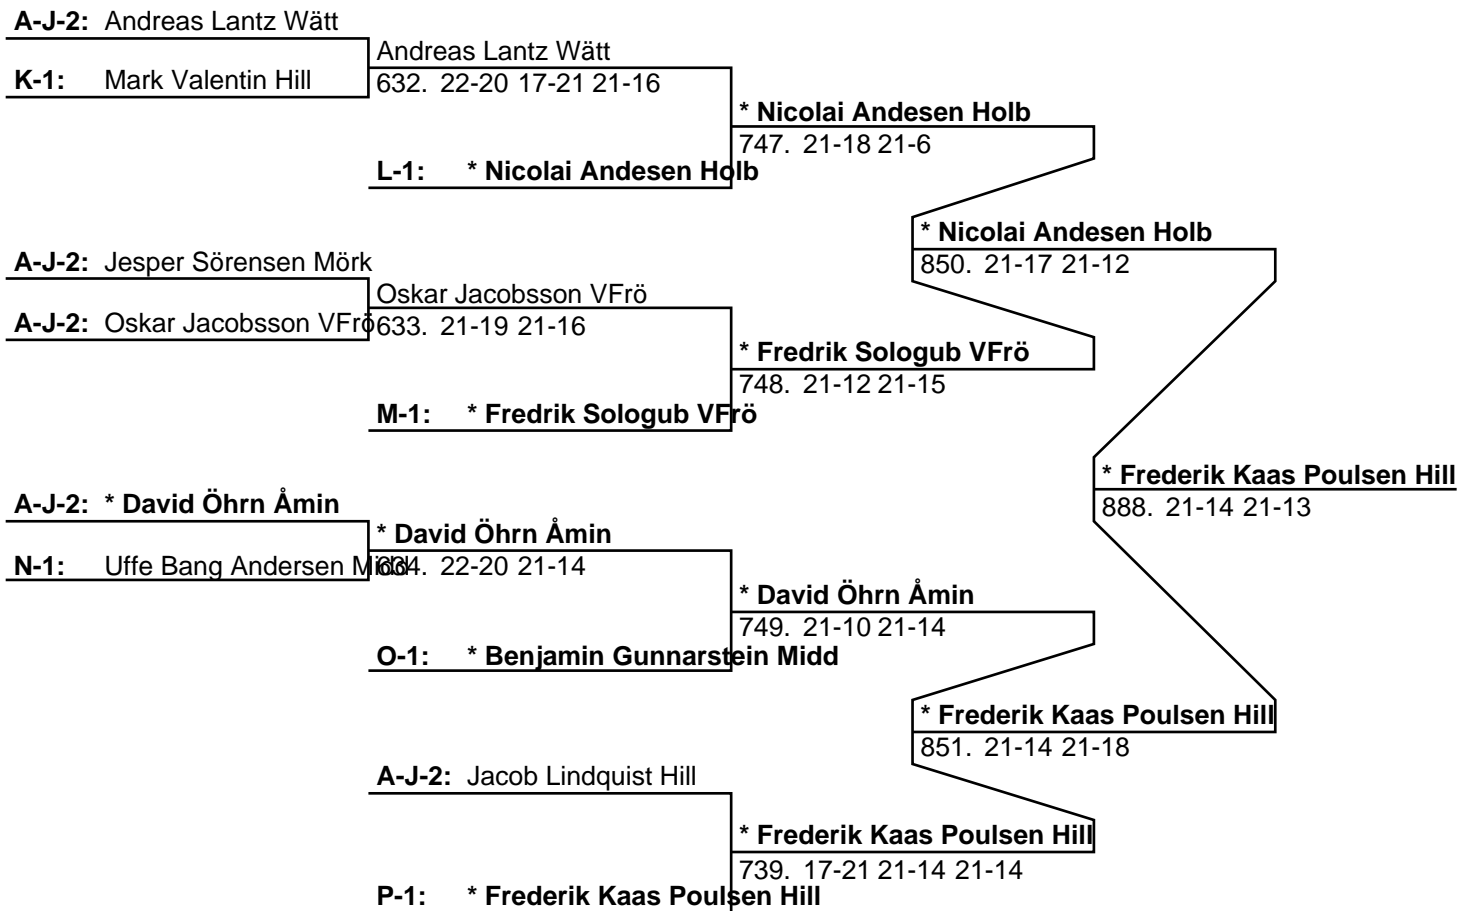 A-J-2: Andreas Lantz Wätt
Andreas Lantz Wätt
K-1: Mark Valentin Hill
632. 22-20 17-21 21-16
* Nicolai Andesen Holb
747. 21-18 21-6
L-1: * Nicolai Andesen Holb
* Nicolai Andesen Holb
850. 21-17 21-12
A-J-2: Jesper Sörensen Mörk
Oskar Jacobsson VFrö
A-J-2: Oskar Jacobsson VFrö
633. 21-19 21-16
* Fredrik Sologub VFrö
748. 21-12 21-15
M-1: * Fredrik Sologub VFrö
* Frederik Kaas Poulsen Hill
888. 21-14 21-13
A-J-2: * David Öhrn Åmin
* David Öhrn Åmin
N-1: Uffe Bang Andersen Midd
634. 22-20 21-14
* David Öhrn Åmin
749. 21-10 21-14
O-1: * Benjamin Gunnarstein Midd
* Frederik Kaas Poulsen Hill
851. 21-14 21-18
A-J-2: Jacob Lindquist Hill
* Frederik Kaas Poulsen Hill
739. 17-21 21-14 21-14
P-1: * Frederik Kaas Poulsen Hill